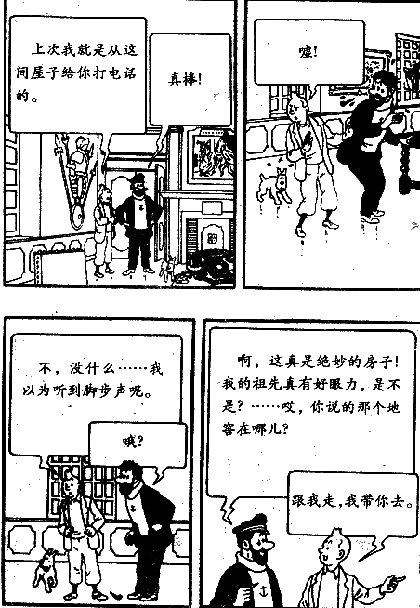 上次我就是从这
间屋子给你打电话
的。
真棒!
嘘!
不,没什么……我
以为听到脚步声呢。
哦?
啊,这真是绝妙的房子!
我的祖先真有好眼力,是不
是?……哎,你说的那个地
窖在哪儿?
跟我走,我带你去。